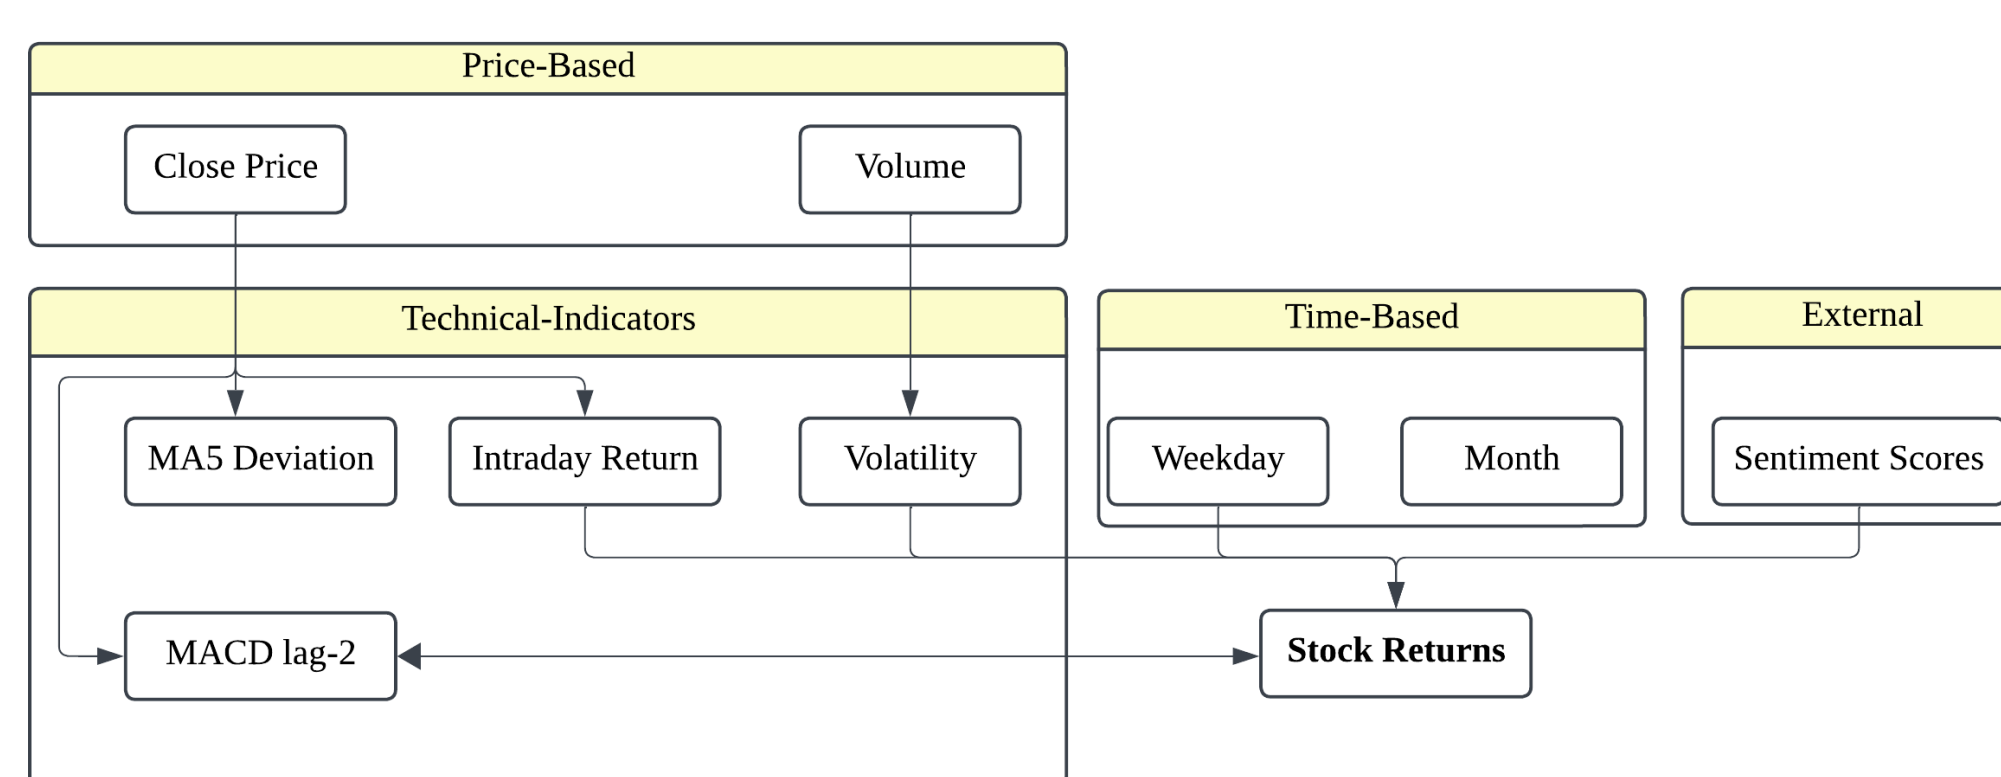 Price-Based
Close Price
Volume
Technical-Indicators
Time-Based
External
MA5 Deviation
Intraday Return
Volatility
Weekday
Month
Sentiment Scores
MACD lag-2
Stock Returns